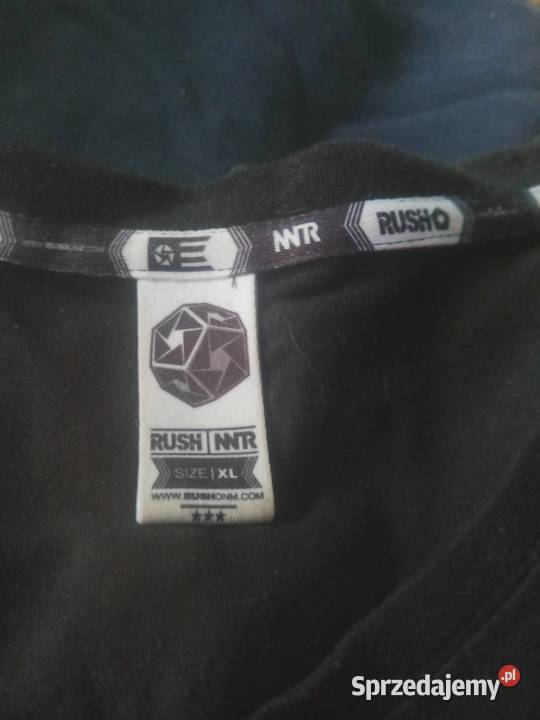 NNTR RUSH
RUSH | NNTR
SIZE | XL
WWW.RUSHONM.COM
Sprzedajemy.pl